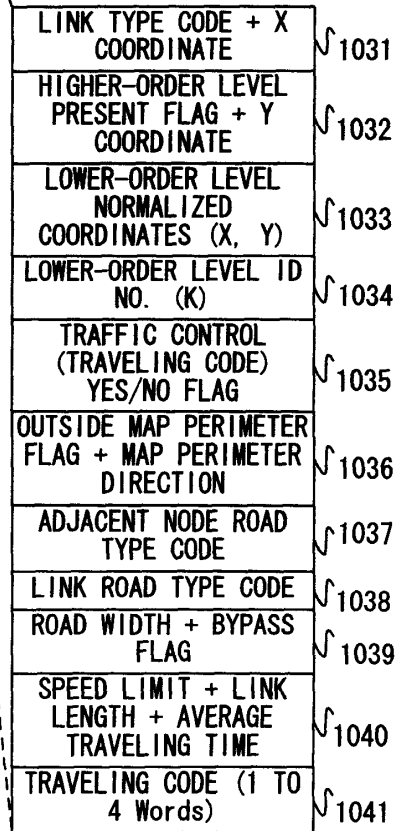 LINK TYPE CODE + X
COORDINATE
1031
HIGHER-ORDER LEVEL
PRESENT FLAG + Y
COORDINATE
1032
LOWER-ORDER LEVEL
NORMALIZED
COORDINATES (X, Y)
1033
LOWER-ORDER LEVEL ID
NO. (K)
1034
TRAFFIC CONTROL
(TRAVELING CODE)
YES/NO FLAG
1035
OUTSIDE MAP PERIMETER
FLAG + MAP PERIMETER
DIRECTION
1036
ADJACENT NODE ROAD
TYPE CODE
1037
LINK ROAD TYPE CODE
1038
ROAD WIDTH + BYPASS
FLAG
1039
SPEED LIMIT + LINK
LENGTH + AVERAGE
TRAVELING TIME
1040
TRAVELING CODE (1 TO
4 Words)
1041